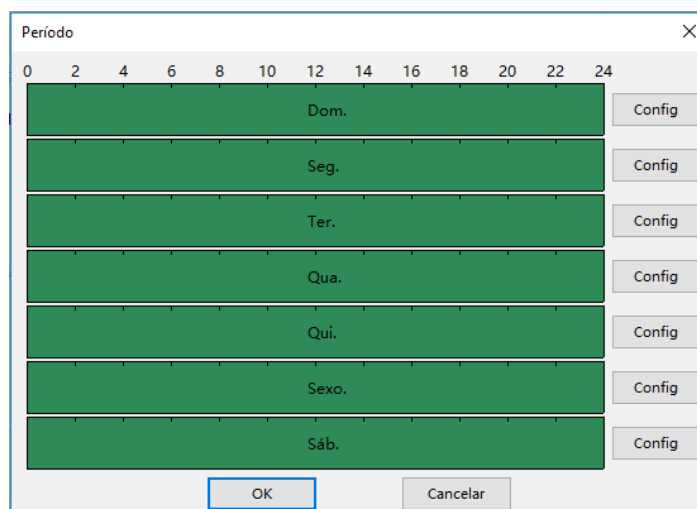 Período
0 2 4 6 8 10 12 14 16 18 20 22 24
Dom. Config
Seg. Config
Ter. Config
Qua. Config
Qui. Config
Sexo. Config
Sáb. Config
OK Cancelar